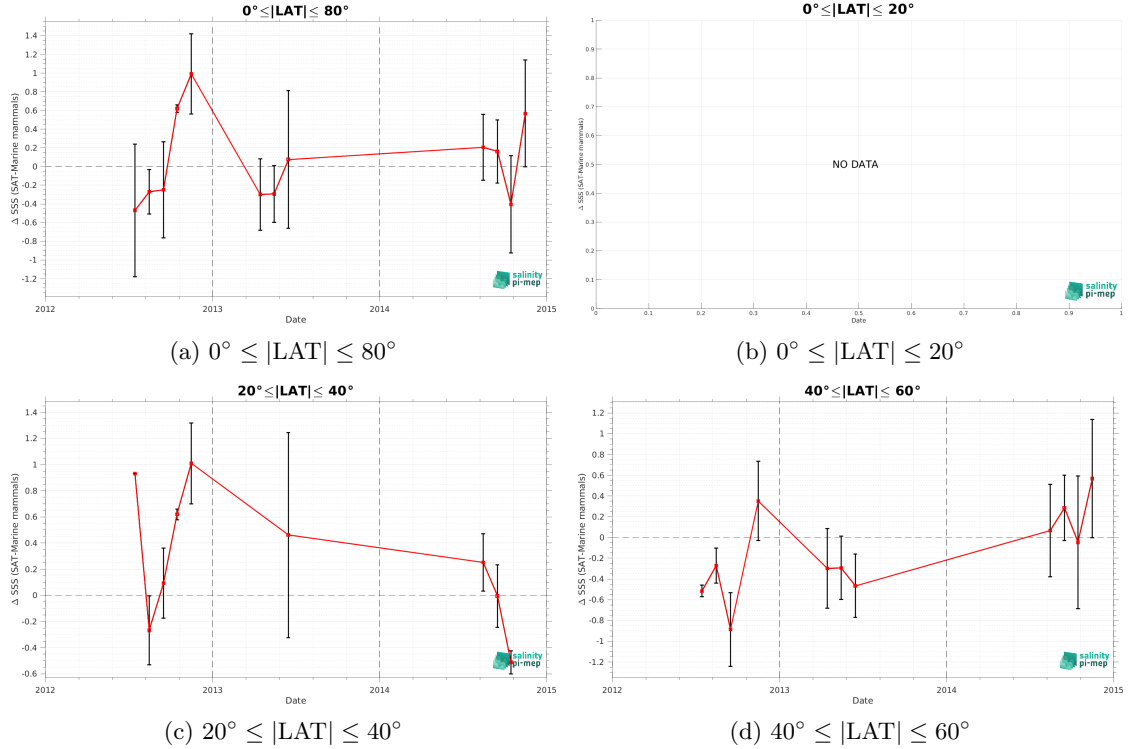 0°≤|LAT|≤ 80°
Δ SSS (SAT-Marine mammals)
1.4
1.2
1
0.8
0.6
0.4
0.2
0
-0.2
-0.4
-0.6
-0.8
-1
-1.2
2012 2013 2014 2015
Date
salinity
pi-mep
(a) 0° ≤ |LAT| ≤ 80°
0°≤|LAT|≤ 20°
Δ SSS (SAT-Marine mammals)
1
0.9
0.8
0.7
0.6
0.5
0.4
0.3
0.2
0.1
0
NO DATA
0 0.1 0.2 0.3 0.4 0.5 0.6 0.7 0.8 0.9 1
Date
salinity
pi-mep
(b) 0° ≤ |LAT| ≤ 20°
20°≤|LAT|≤ 40°
Δ SSS (SAT-Marine mammals)
1.4
1.2
1
0.8
0.6
0.4
0.2
0
-0.2
-0.4
-0.6
2012 2013 2014 2015
Date
salinity
pi-mep
(c) 20° ≤ |LAT| ≤ 40°
40°≤|LAT|≤ 60°
Δ SSS (SAT-Marine mammals)
1.2
1
0.8
0.6
0.4
0.2
0
-0.2
-0.4
-0.6
-0.8
-1
-1.2
2012 2013 2014 2015
Date
salinity
pi-mep
(d) 40° ≤ |LAT| ≤ 60°